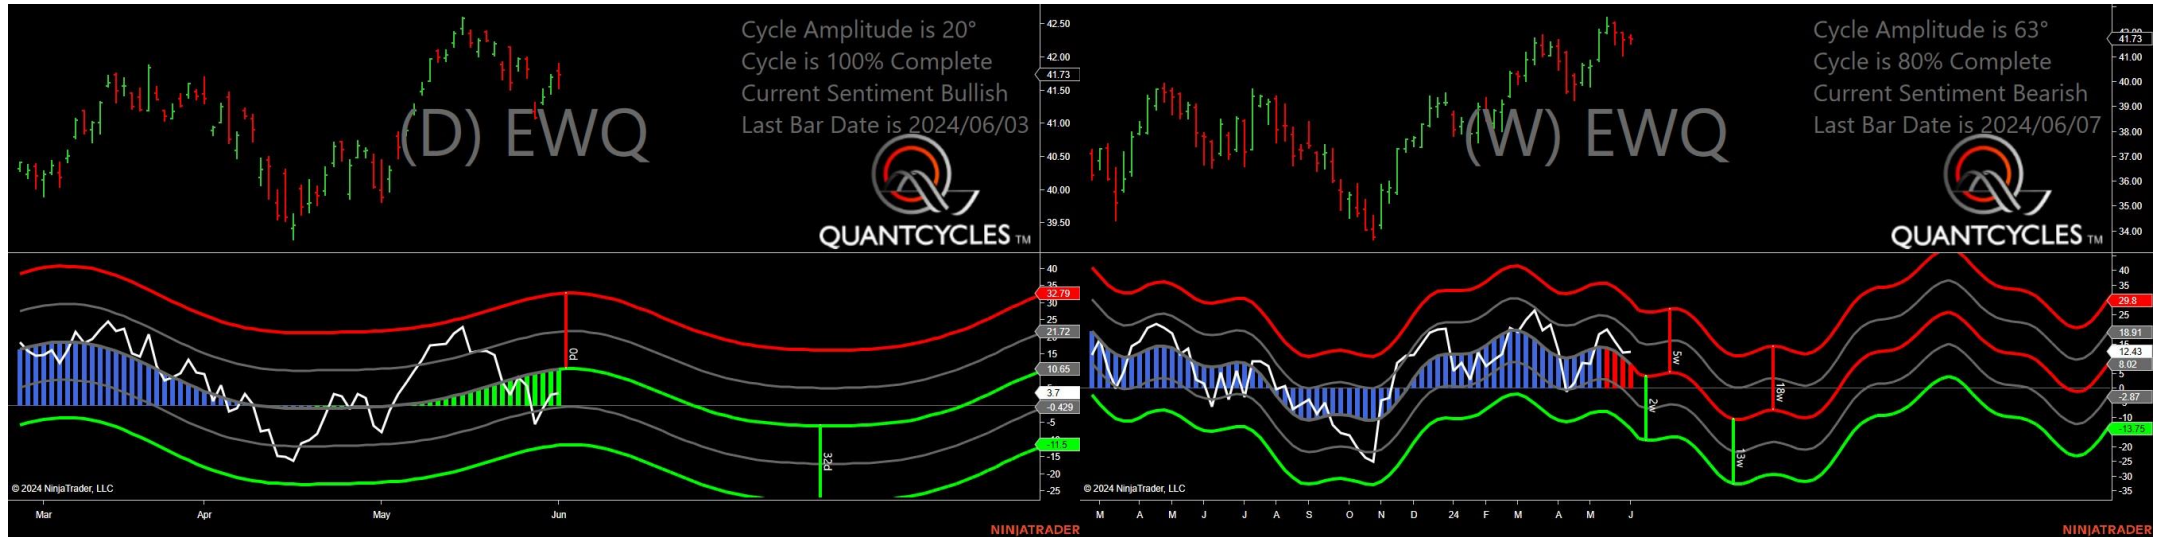 Cycle Amplitude is 20°
Cycle is 100% Complete
Current Sentiment Bullish
Last Bar Date is 2024/06/03
(D) EWQ
QUANTCYCLES TM
42.50
42.00
41.73
41.50
41.00
40.50
40.00
39.50
40
32.79
30
25
21.72
15
10.65
5
3.7
-0.429
-5
-11.5
-15
-20
-25
0d
32d
© 2024 NinjaTrader, LLC
Mar Apr May Jun
NINJATRADER
Cycle Amplitude is 63°
Cycle is 80% Complete
Current Sentiment Bearish
Last Bar Date is 2024/06/07
(W) EWQ
QUANTCYCLES TM
41.73
41.00
40.00
39.00
38.00
37.00
36.00
35.00
34.00
40
29.8
25
18.91
12.43
8.02
5
0
-2.87
-10
-13.75
-20
-25
-30
-35
5w
2w
18w
13w
© 2024 NinjaTrader, LLC
M A M J J A S O N D 24 F M A M J
NINJATRADER